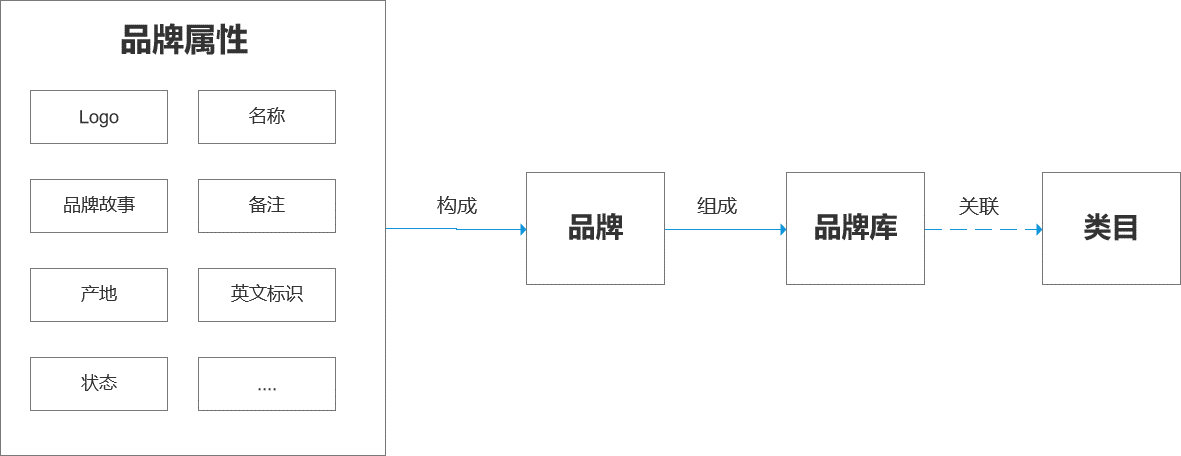 品牌属性
Logo
名称
品牌故事
备注
产地
英文标识
状态
....
构成
品牌
组成
品牌库
关联
类目